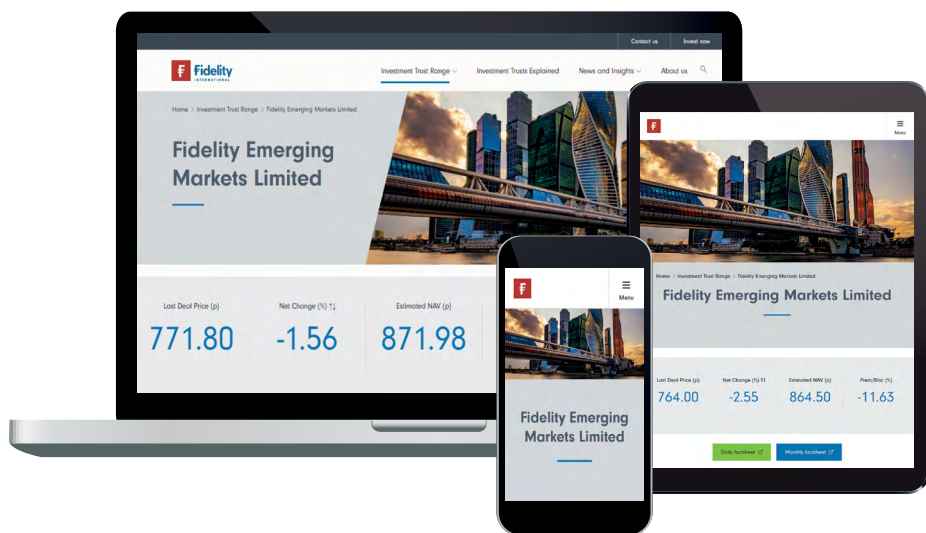 Contact us
Invest now
Fidelity
INTERNATIONAL
Investment Trust Range
Investment Trusts Explained
News and Insights
About us
Home > Investment Trust Range > Fidelity Emerging Markets Limited
Fidelity Emerging
Markets Limited
Last Deal Price (p)
Net Change (%) ↑↓
Estimated NAV (p)
771.80
-1.56
871.98
Menu
Fidelity Emerging
Markets Limited
Menu
Home > Investment Trust Range > Fidelity Emerging Markets Limited
Fidelity Emerging Markets Limited
Last Deal Price (p)
Net Change (%) ↑↓
Estimated NAV (p)
Prem/Disc (%)
764.00
-2.55
864.50
-11.63
Daily factsheet
Monthly factsheet